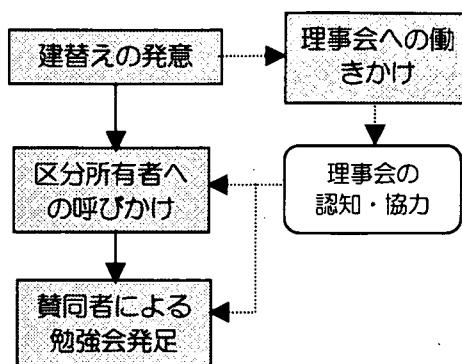 建替えの発意
理事会への働
きかけ
区分所有者へ
の呼びかけ
理事会の
認知・協力
賛同者による
勉強会発足